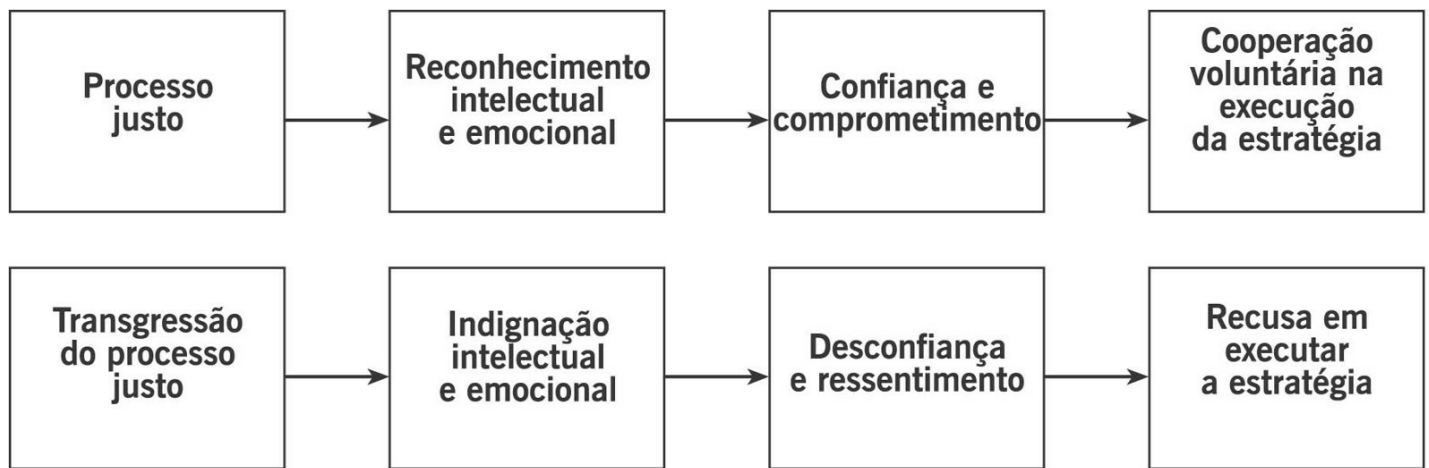 Processo
justo
Reconhecimento
intelectual
e emocional
Confiança e
comprometimento
Cooperação
voluntária na
execução
da estratégia
Transgressão
do processo
justo
Indignação
intelectual
e emocional
Desconfiança
e ressentimento
Recusa em
executar
a estratégia